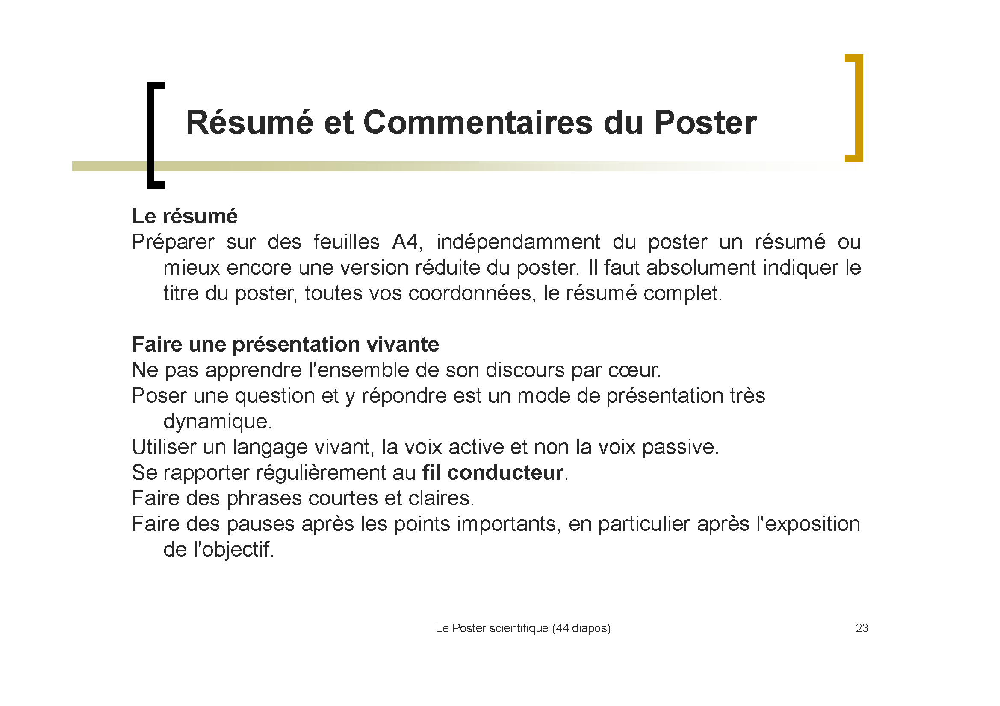 Résumé et Commentaires du Poster
Le résumé
Préparer sur des feuilles A4, indépendamment du poster un résumé ou
mieux encore une version réduite du poster. Il faut absolument indiquer le
titre du poster, toutes vos coordonnées, le résumé complet.
Faire une présentation vivante
Ne pas apprendre l'ensemble de son discours par cœur.
Poser une question et y répondre est un mode de présentation très
dynamique.
Utiliser un langage vivant, la voix active et non la voix passive.
Se rapporter régulièrement au fil conducteur.
Faire des phrases courtes et claires.
Faire des pauses après les points importants, en particulier après l'exposition
de l'objectif.
Le Poster scientifique (44 diapos)
23